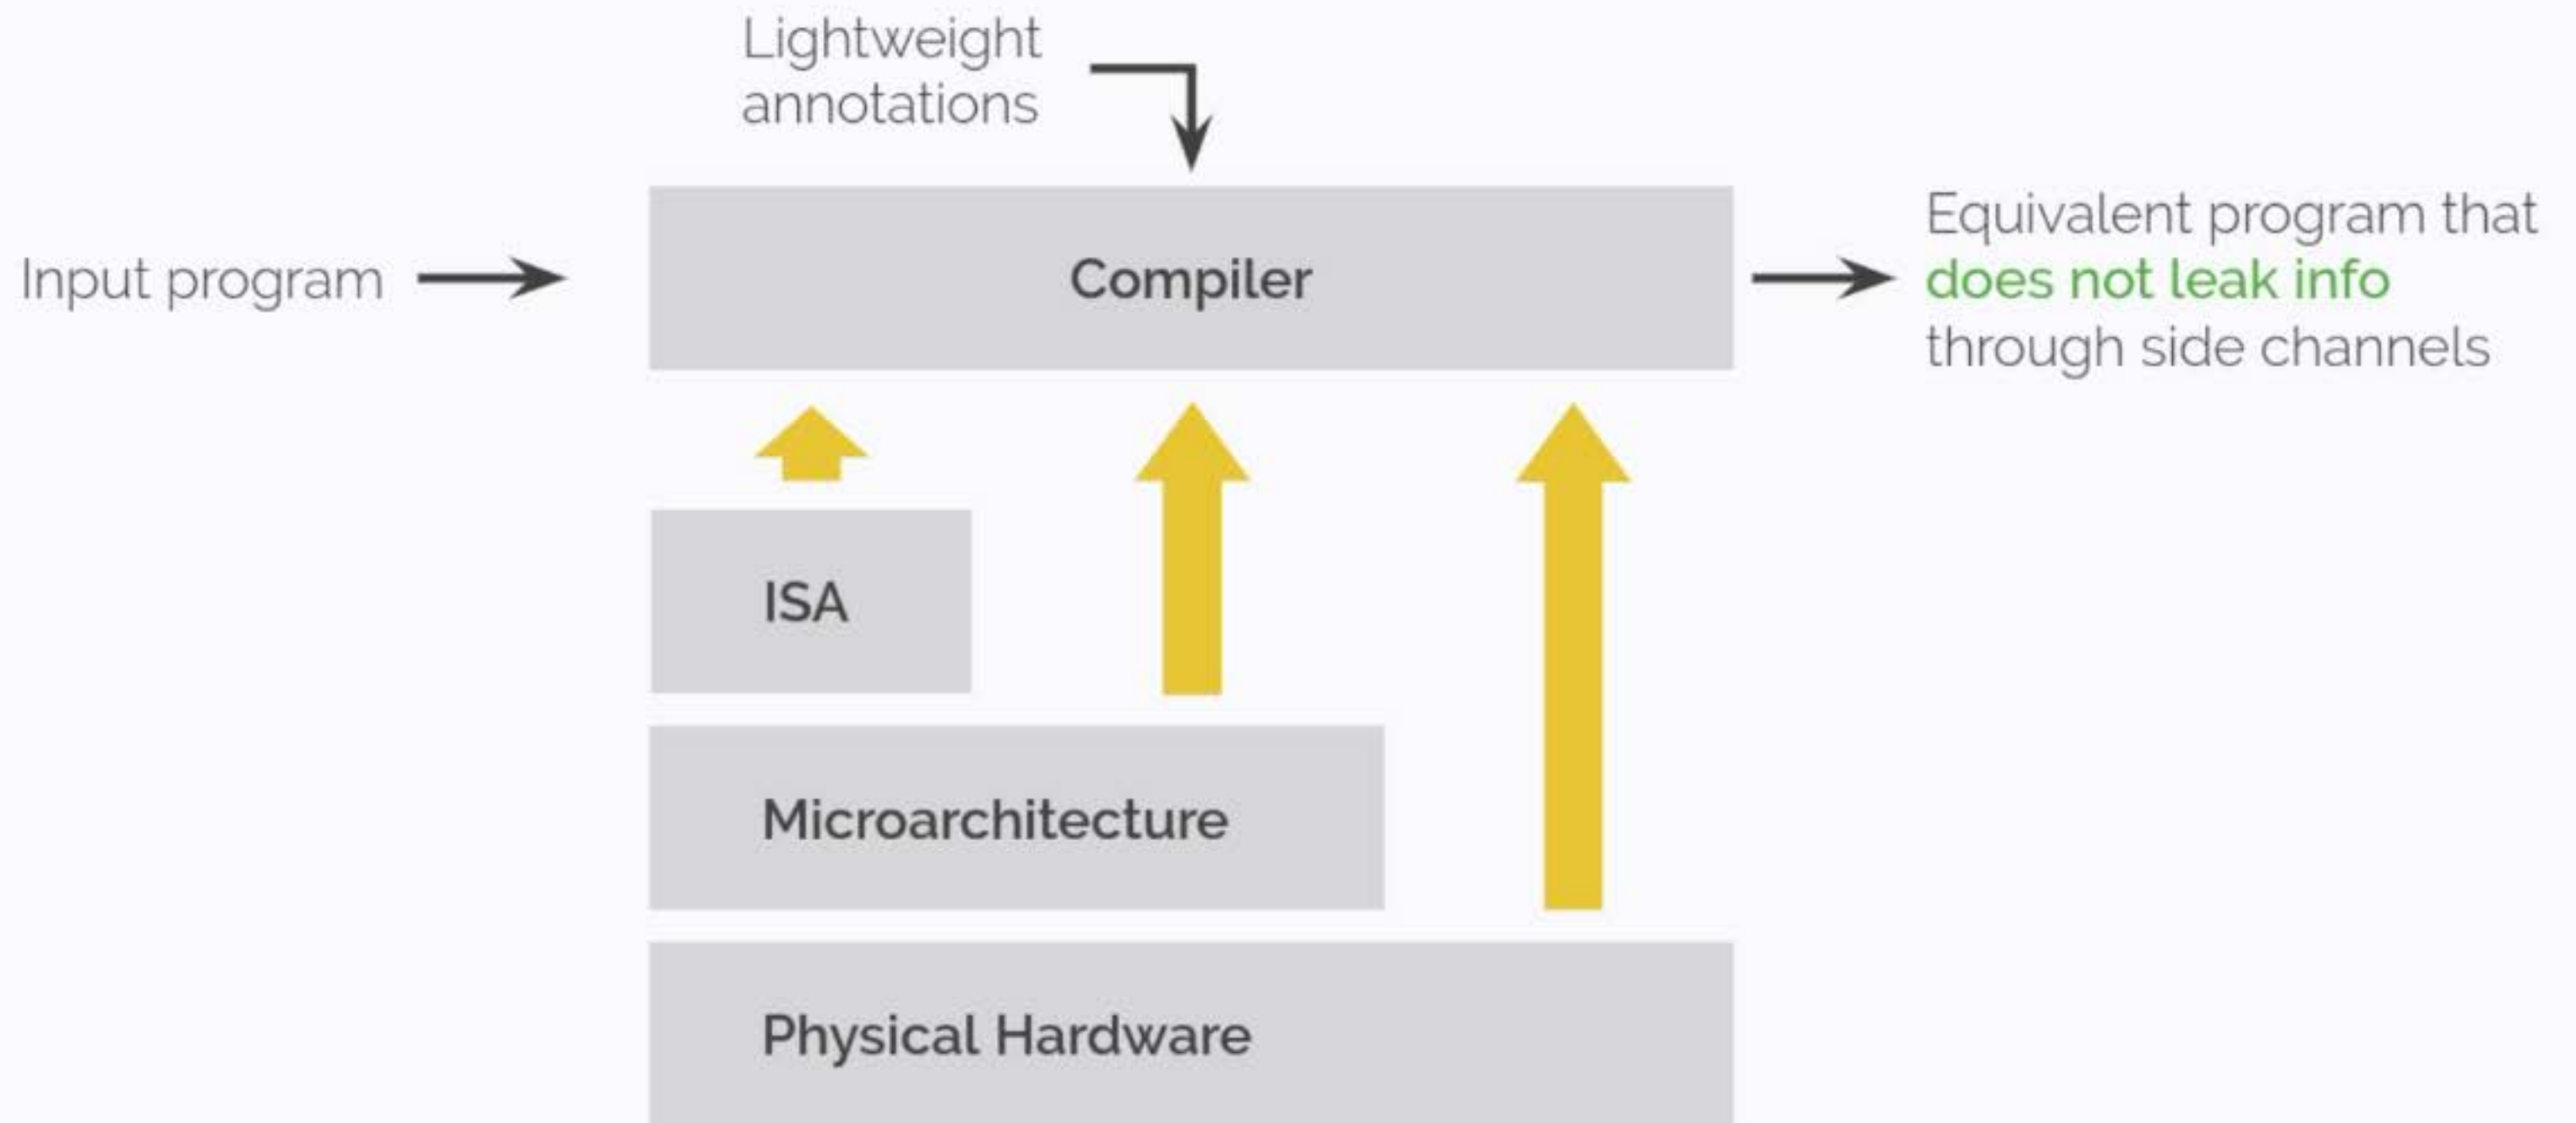 Lightweight
annotations
Input program
Compiler
Equivalent program that
does not leak info
through side channels
ISA
Microarchitecture
Physical Hardware